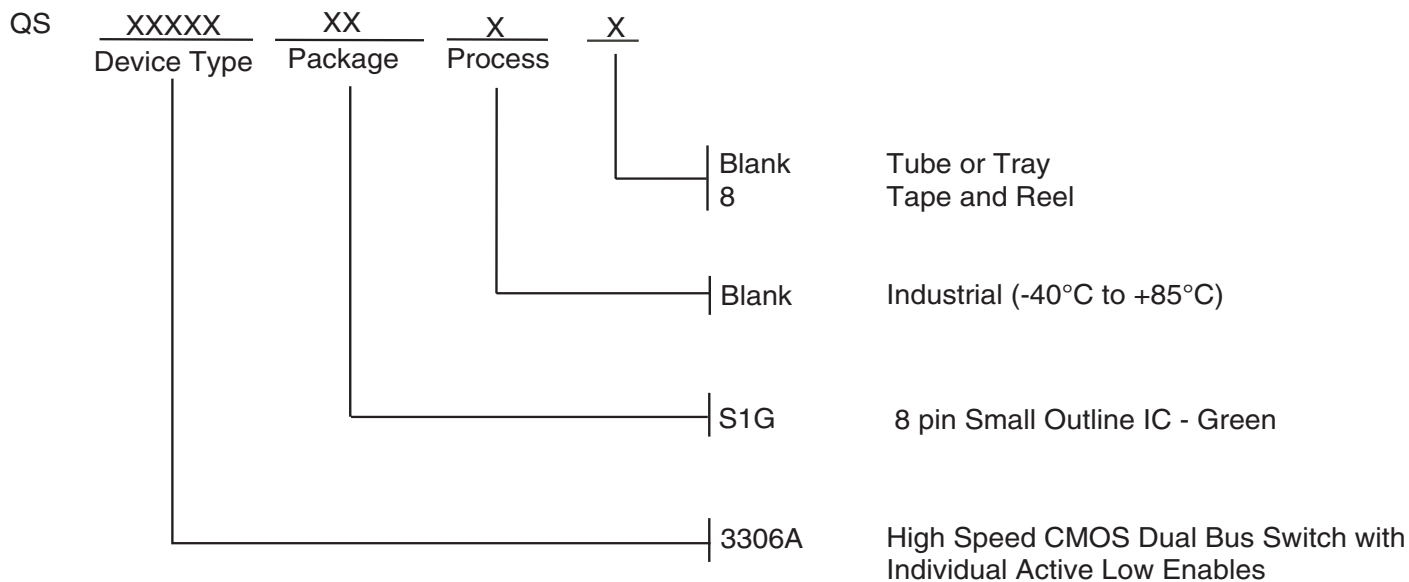 QS XXXXX XX X X
Device Type Package Process
Blank Tube or Tray
8 Tape and Reel
Blank Industrial (-40°C to +85°C)
S1G 8 pin Small Outline IC - Green
3306A High Speed CMOS Dual Bus Switch with
Individual Active Low Enables